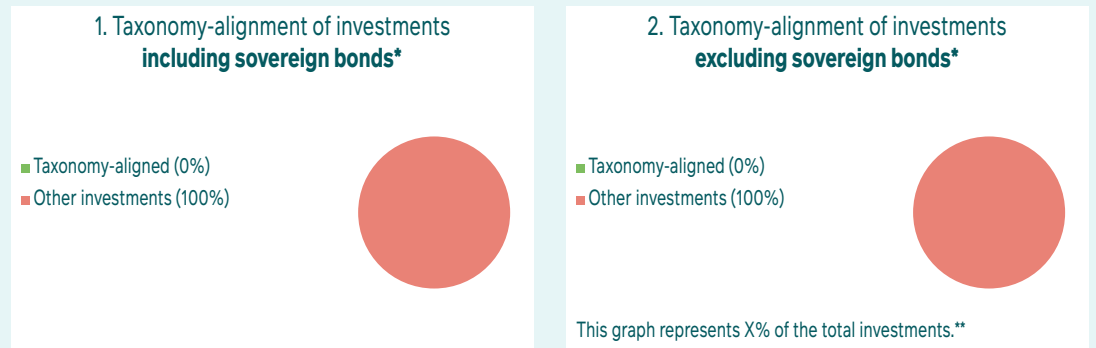 1. Taxonomy-alignment of investments
including sovereign bonds*
Taxonomy-aligned (0%)
Other investments (100%)
2. Taxonomy-alignment of investments
excluding sovereign bonds*
Taxonomy-aligned (0%)
Other investments (100%)
This graph represents X% of the total investments.**